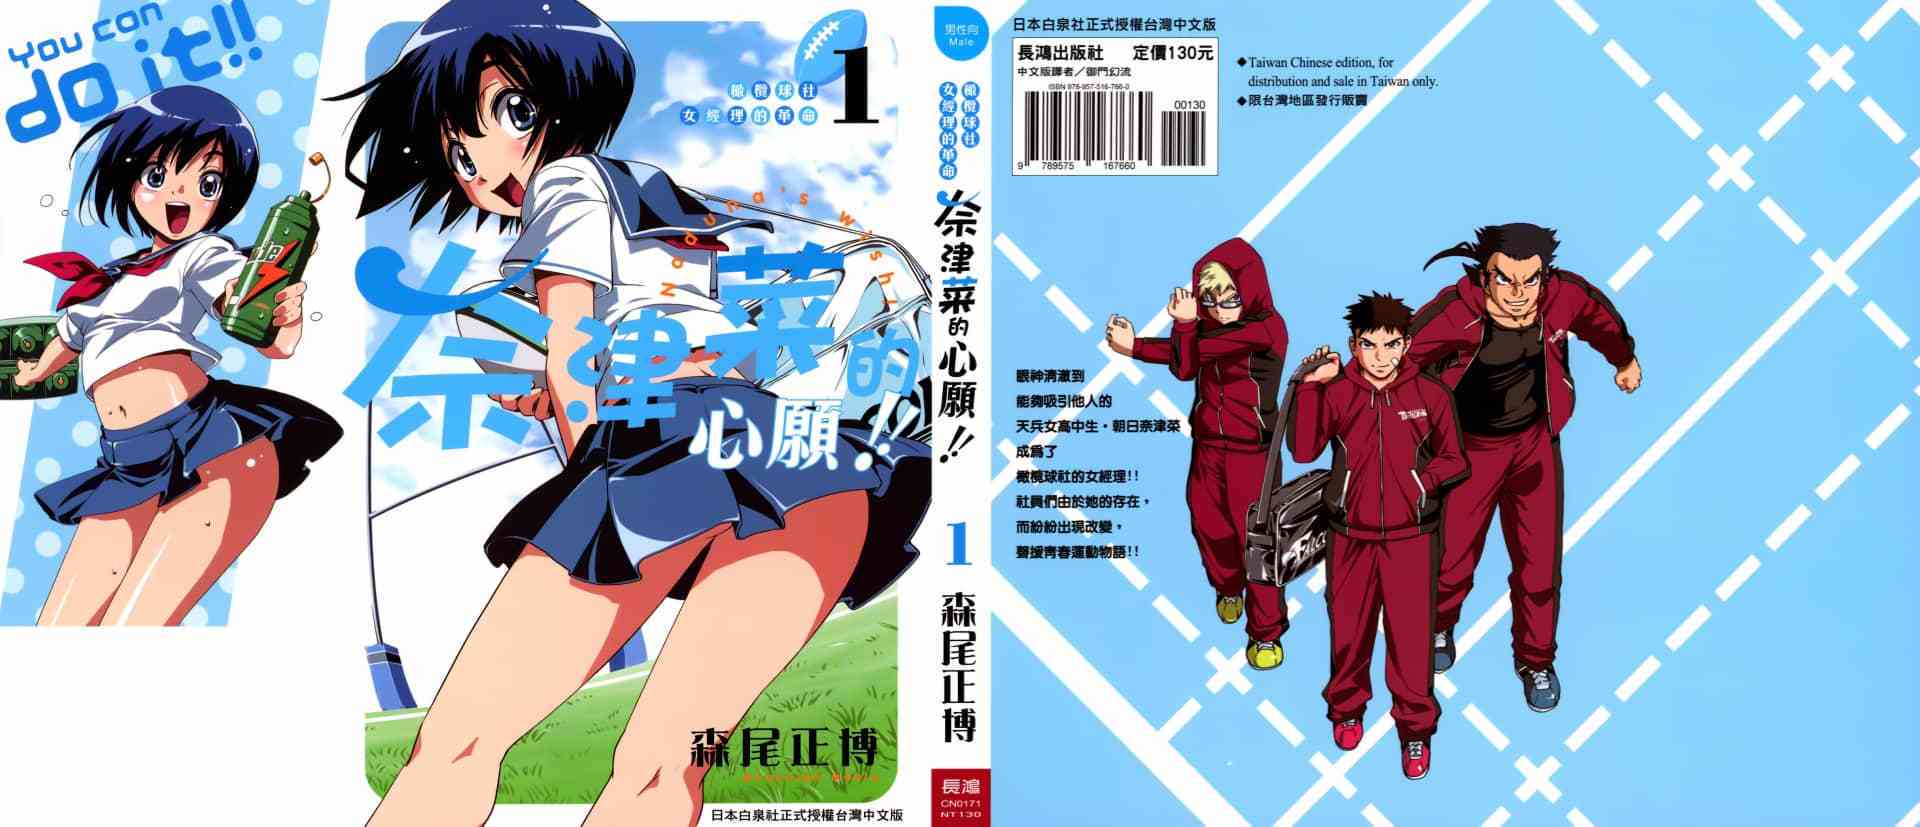 You can
do it!!
1
橄欖球社
女經理的革命
Natsuna's wish!
奈津菜的
心願!!
森尾正博
日本白泉社正式授權台灣中文版
男性向
Male
橄欖球社
女經理的革命
奈津菜的心願!!
1
森尾正博
長鴻
CN0171
NT130
日本白泉社正式授權台灣中文版
長鴻出版社 定價130元
中文版譯者／御門幻流
ISBN 978-957-516-766-0
00130
9 789575 167660
◆Taiwan Chinese edition, for
distribution and sale in Taiwan only.
◆限台灣地區發行販賣
眼神清澈到
能夠吸引他人的
天兵女高中生・朝日奈津菜
成為了
橄欖球社的女經理!!
社員們由於她的存在，
而紛紛出現改變，
聲援青春運動物語!!